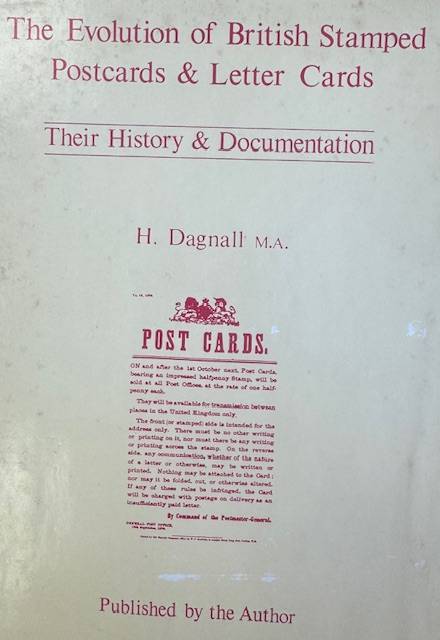 The Evolution of British Stamped
Postcards & Letter Cards
Their History & Documentation
H. Dagnall M.A.
POST CARDS.
ON and after the 1st October next, Post Cards,
bearing an impressed halfpenny Stamp, will be
sold at all Post Offices, at the rate of one half-
penny each.
They will be available for transmission between
places in the United Kingdom only.
The front (or stamped) side is intended for the
address only. There must be no other writing
or printing on it, nor must there be any writing
or printing across the stamp. On the reverse
side, any communication, whether of the nature
of a letter or otherwise, may be written or
printed. Nothing may be attached to the Card;
nor may it be folded, cut, or otherwise altered.
If any of these rules be infringed, the Card
will be charged with postage on delivery as an
insufficiently paid letter.
By Command of the Postmaster-General.
GENERAL POST OFFICE,
Published by the Author